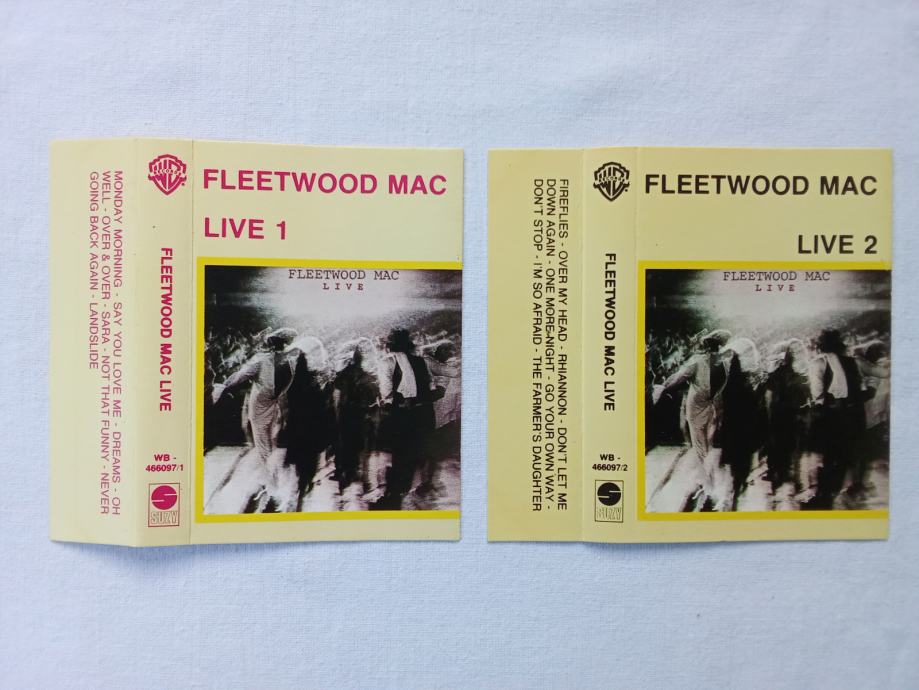 MONDAY MORNING - SAY YOU LOVE ME - DREAMS - OH
WELL - OVER & OVER - SARA - NOT THAT FUNNY - NEVER
GOING BACK AGAIN - LANDSLIDE
RECORDS
FLEETWOOD MAC LIVE
WB -
466097/1
SUZY
FLEETWOOD MAC
LIVE 1
FLEETWOOD MAC
LIVE
FIREFLIES - OVER MY HEAD - RHIANNON - DON'T LET ME
DOWN AGAIN - ONE MORE NIGHT - GO YOUR OWN WAY -
DON'T STOP - I'M SO AFRAID - THE FARMER'S DAUGHTER
RECORDS
FLEETWOOD MAC LIVE
WB -
466097/2
SUZY
FLEETWOOD MAC
LIVE 2
FLEETWOOD MAC
LIVE